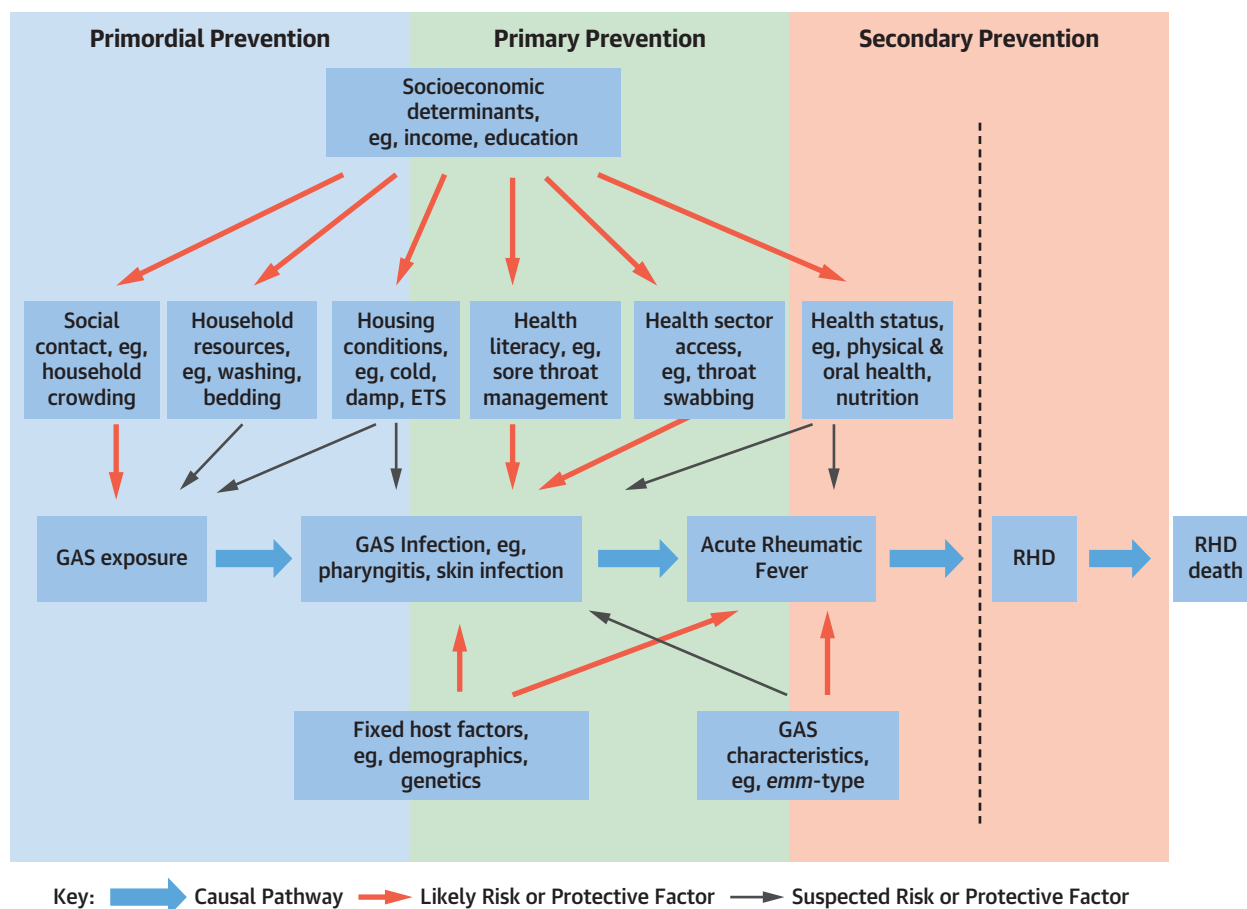 Primordial Prevention
Primary Prevention
Secondary Prevention
Socioeconomic
determinants,
eg, income, education
Social
contact, eg,
household
crowding
Household
resources,
eg, washing,
bedding
Housing
conditions,
eg, cold,
damp, ETS
Health
literacy, eg,
sore throat
management
Health sector
access,
eg, throat
swabbing
Health status,
eg, physical &
oral health,
nutrition
GAS exposure
GAS Infection, eg,
pharyngitis, skin infection
Acute Rheumatic
Fever
RHD
RHD
death
Fixed host factors,
eg, demographics,
genetics
GAS
characteristics,
eg, emm-type
Key:
Causal Pathway
Likely Risk or Protective Factor
Suspected Risk or Protective Factor